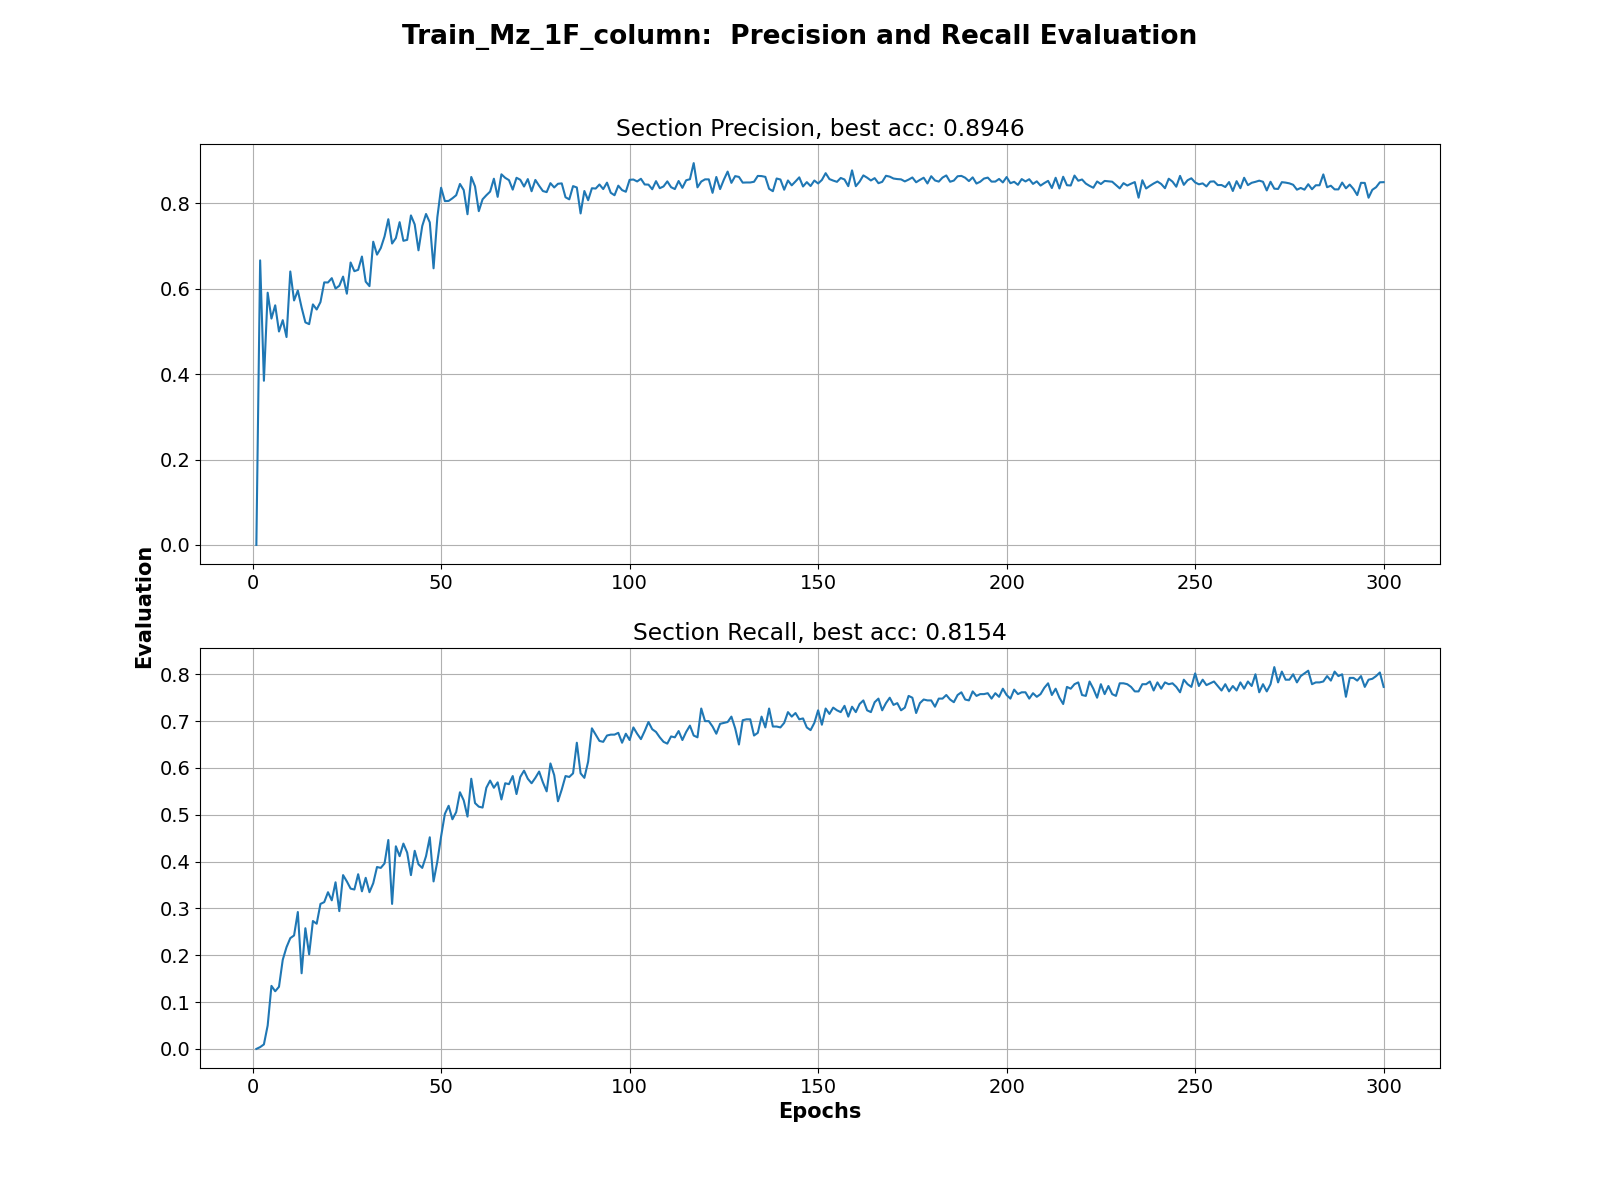 Train_Mz_1F_column:  Precision and Recall Evaluation
Section Precision, best acc: 0.8946
0.8
0.6
0.4
0.2
0.0
0 50 100 150 200 250 300
Evaluation
Section Recall, best acc: 0.8154
0.8
0.7
0.6
0.5
0.4
0.3
0.2
0.1
0.0
0 50 100 150 200 250 300
Epochs